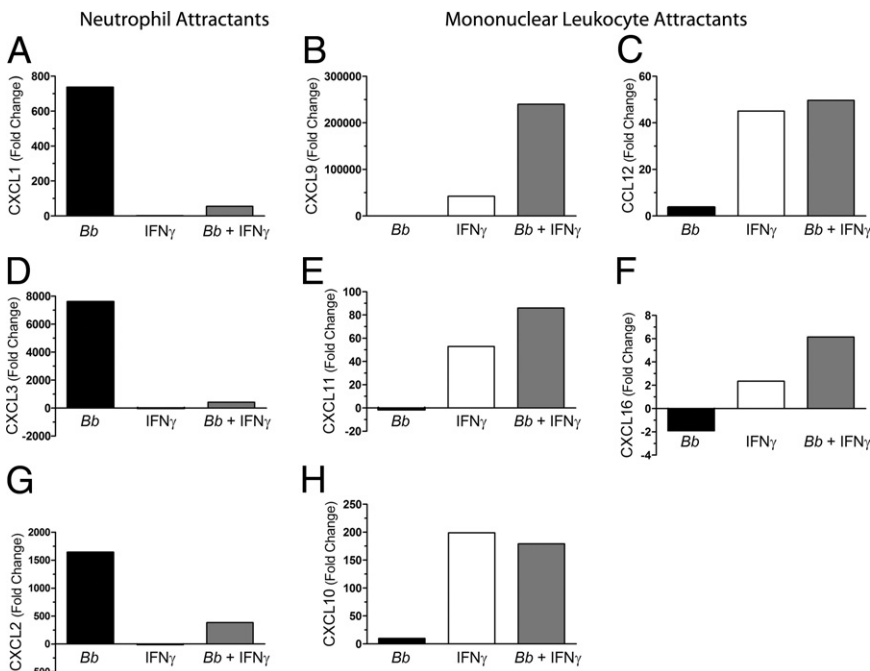 Neutrophil Attractants
Mononuclear Leukocyte Attractants
A
CXCL1 (Fold Change)
800
600
400
200
0
Bb
IFNγ
Bb + IFNγ
B
CXCL9 (Fold Change)
300000
200000
100000
0
Bb
IFNγ
Bb + IFNγ
C
CCL12 (Fold Change)
60
40
20
0
Bb
IFNγ
Bb + IFNγ
D
CXCL3 (Fold Change)
8000
6000
4000
2000
0
-2000
Bb
IFNγ
Bb + IFNγ
E
CXCL11 (Fold Change)
100
80
60
40
20
0
-20
Bb
IFNγ
Bb + IFNγ
F
CXCL16 (Fold Change)
8
6
4
2
0
-2
-4
Bb
IFNγ
Bb + IFNγ
G
CXCL2 (Fold Change)
2000
1500
1000
500
0
-500
Bb
IFNγ
Bb + IFNγ
H
CXCL10 (Fold Change)
250
200
150
100
50
0
Bb
IFNγ
Bb + IFNγ